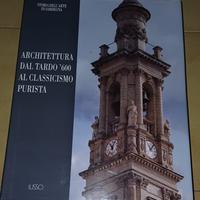 STORIA DELL'ARTE
IN SARDEGNA
ARCHITETTURA
DAL TARDO '600
AL CLASSICISMO
PURISTA
ILISSO